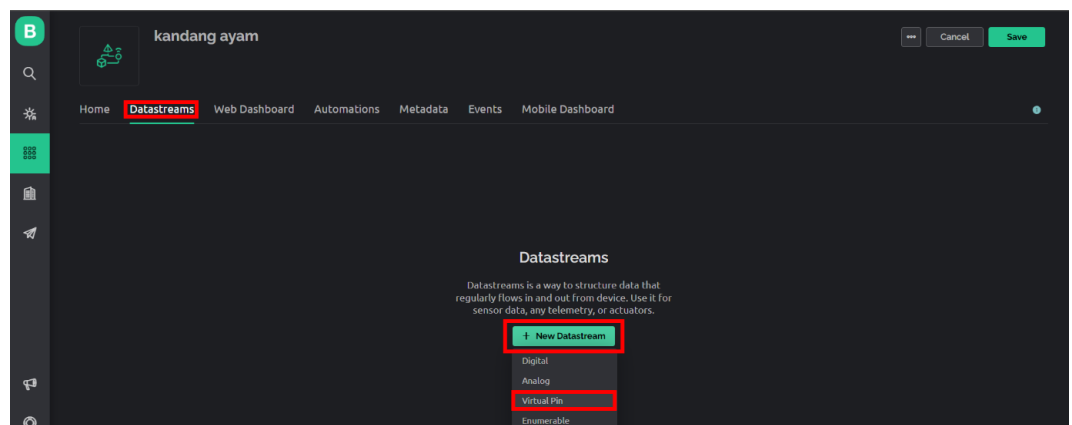 B
kandang ayam
Cancel
Save
Home Datastreams Web Dashboard Automations Metadata Events Mobile Dashboard
Datastreams
Datastreams is a way to structure data that
regularly flows in and out from device. Use it for
sensor data, any telemetry, or actuators.
+ New Datastream
Digital
Analog
Virtual Pin
Enumerable